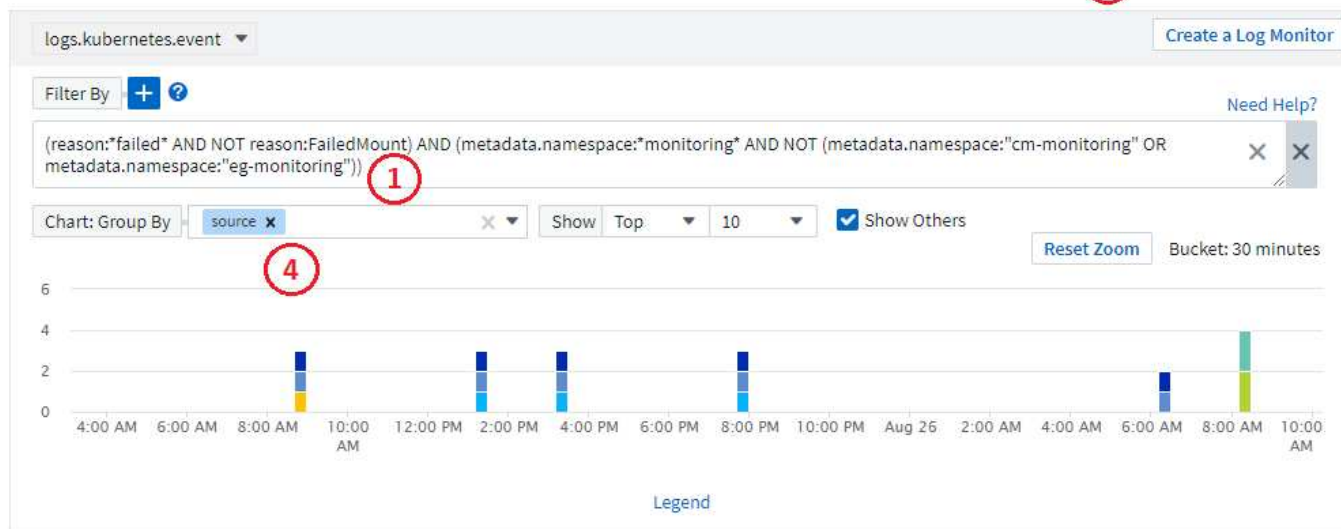 logs.kubernetes.event
Create a Log Monitor
Filter By
Need Help?
(reason:*failed* AND NOT reason:FailedMount) AND (metadata.namespace:*monitoring* AND NOT (metadata.namespace:"cm-monitoring" OR
metadata.namespace:"eg-monitoring"))
1
Chart: Group By source x Show Top 10 Show Others
4
Reset Zoom Bucket: 30 minutes
6
4
2
0
4:00 AM 6:00 AM 8:00 AM 10:00 AM 12:00 PM 2:00 PM 4:00 PM 6:00 PM 8:00 PM 10:00 PM Aug 26 2:00 AM 4:00 AM 6:00 AM 8:00 AM 10:00 AM
Legend